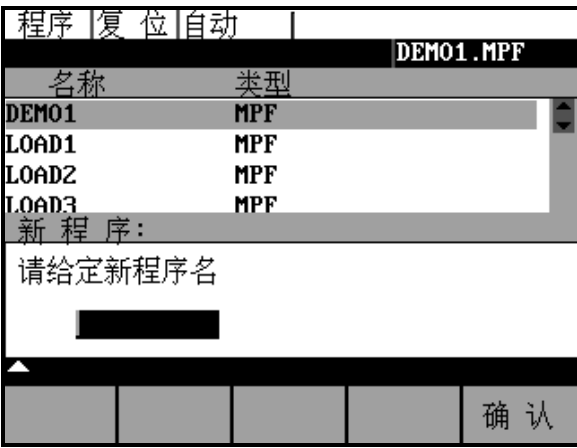 程序 复 位 自动
DEMO1.MPF
名称 类型
DEMO1 MPF
LOAD1 MPF
LOAD2 MPF
LOAD3 MPF
新 程 序:
请给定新程序名
确 认